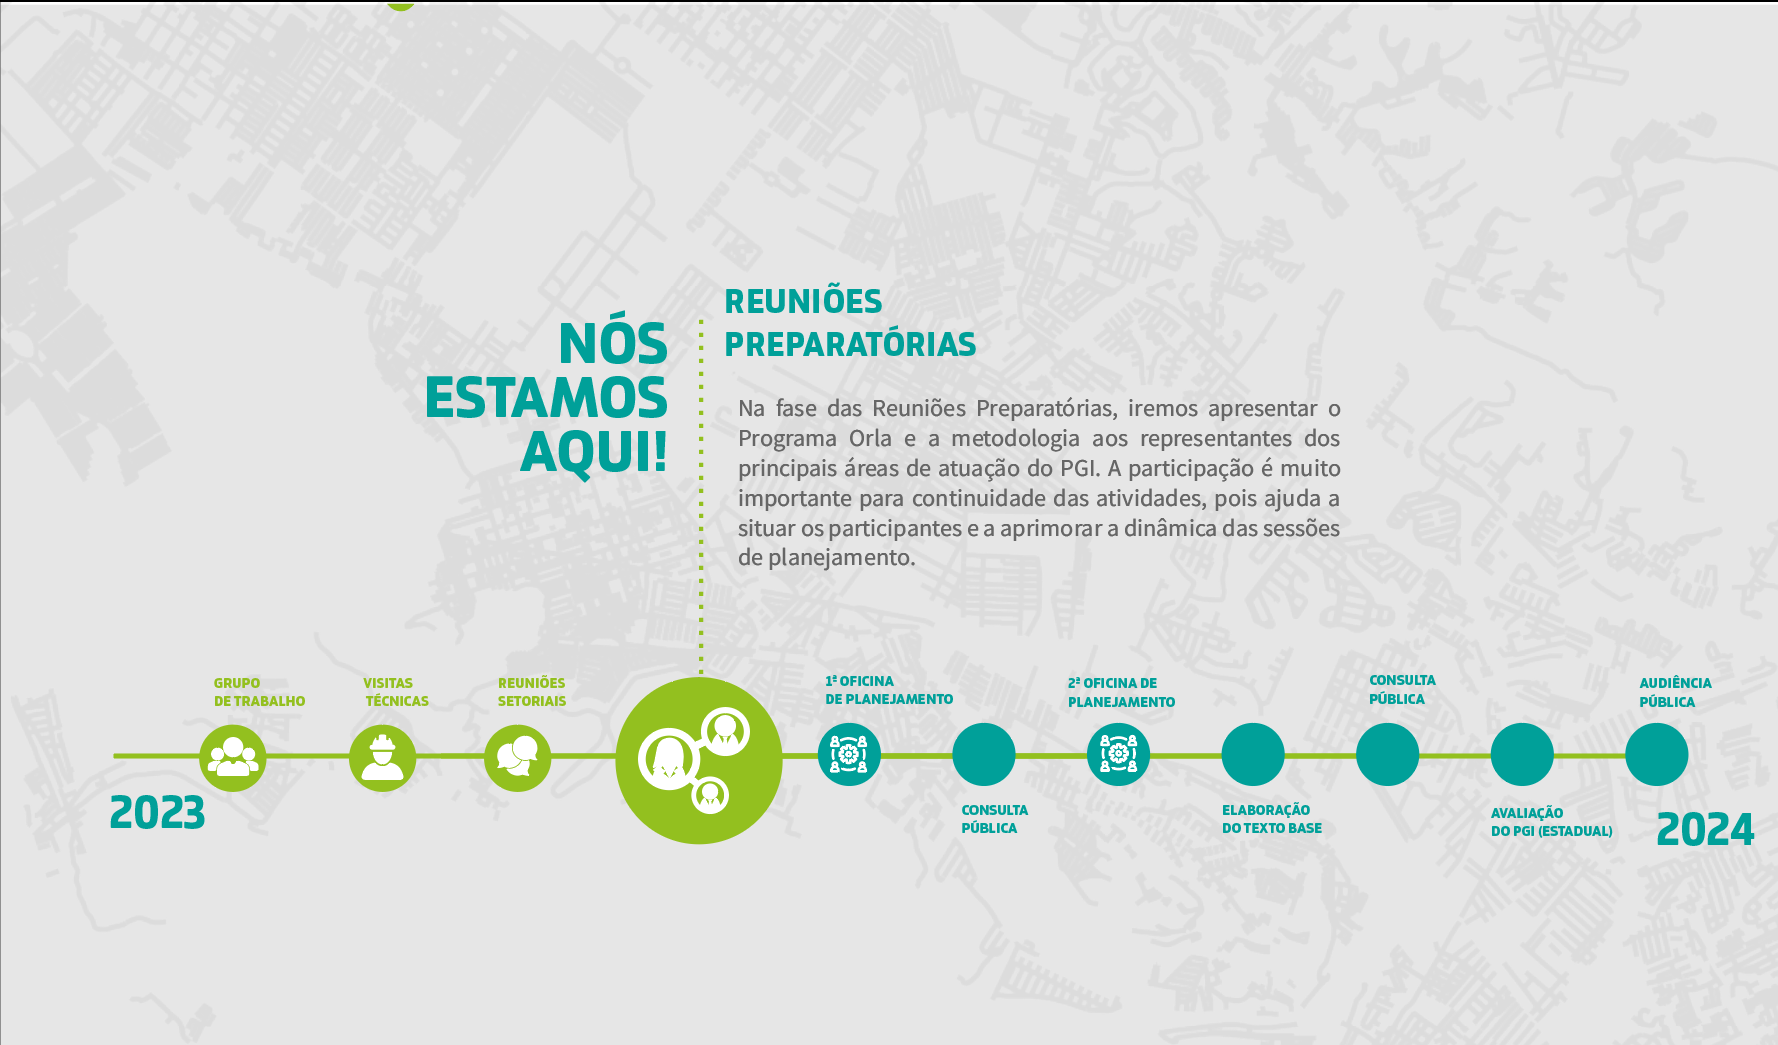 NÓS
ESTAMOS
AQUI!
REUNIÕES
PREPARATÓRIAS
Na fase das Reuniões Preparatórias, iremos apresentar o
Programa Orla e a metodologia aos representantes dos
principais áreas de atuação do PGI. A participação é muito
importante para continuidade das atividades, pois ajuda a
situar os participantes e a aprimorar a dinâmica das sessões
de planejamento.
GRUPO
DE TRABALHO
VISITAS
TÉCNICAS
REUNIÕES
SETORIAIS
1ª OFICINA
DE PLANEJAMENTO
CONSULTA
PÚBLICA
2ª OFICINA DE
PLANEJAMENTO
ELABORAÇÃO
DO TEXTO BASE
CONSULTA
PÚBLICA
AVALIAÇÃO
DO PGI (ESTADUAL)
AUDIÊNCIA
PÚBLICA
2023
2024